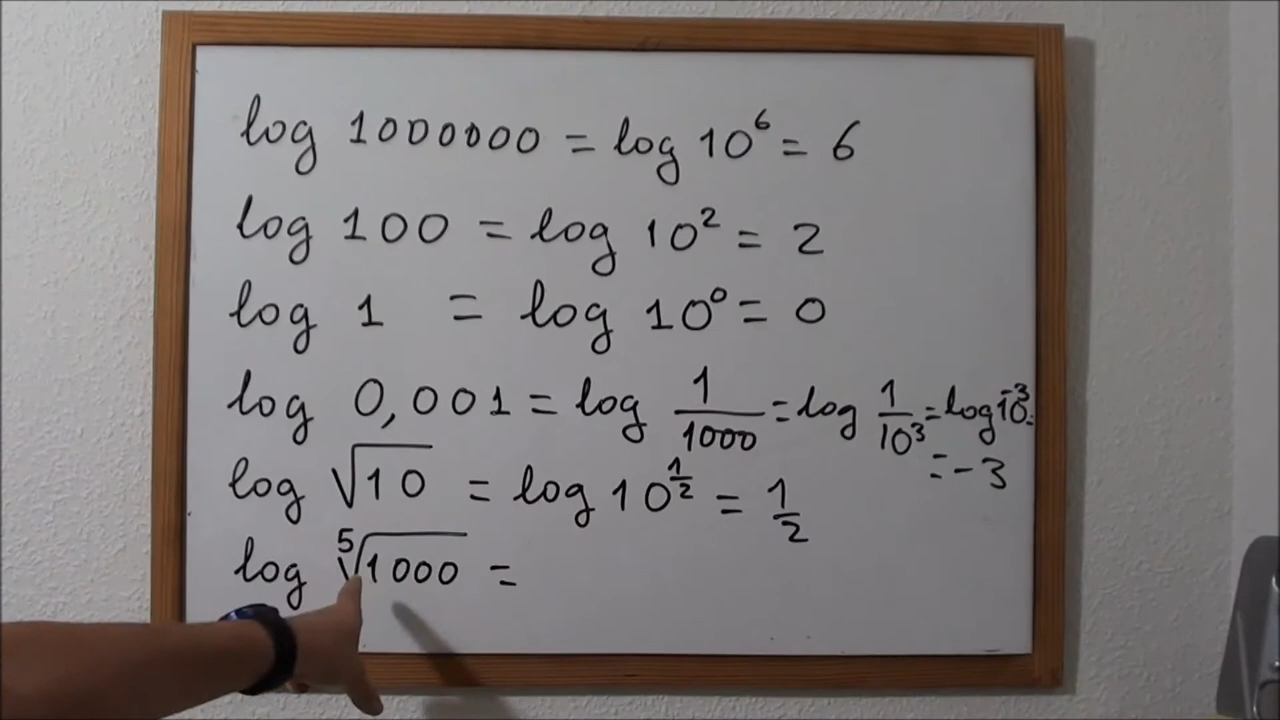 log 1000000 = log 10⁶ = 6
log 100 = log 10² = 2
log 1 = log 10⁰ = 0
log 0,001 = log 1/1000 = log 1/10³ = log 10⁻³ =
= -3
log √10 = log 10^(1/2) = 1/2
log ⁵√1000 =